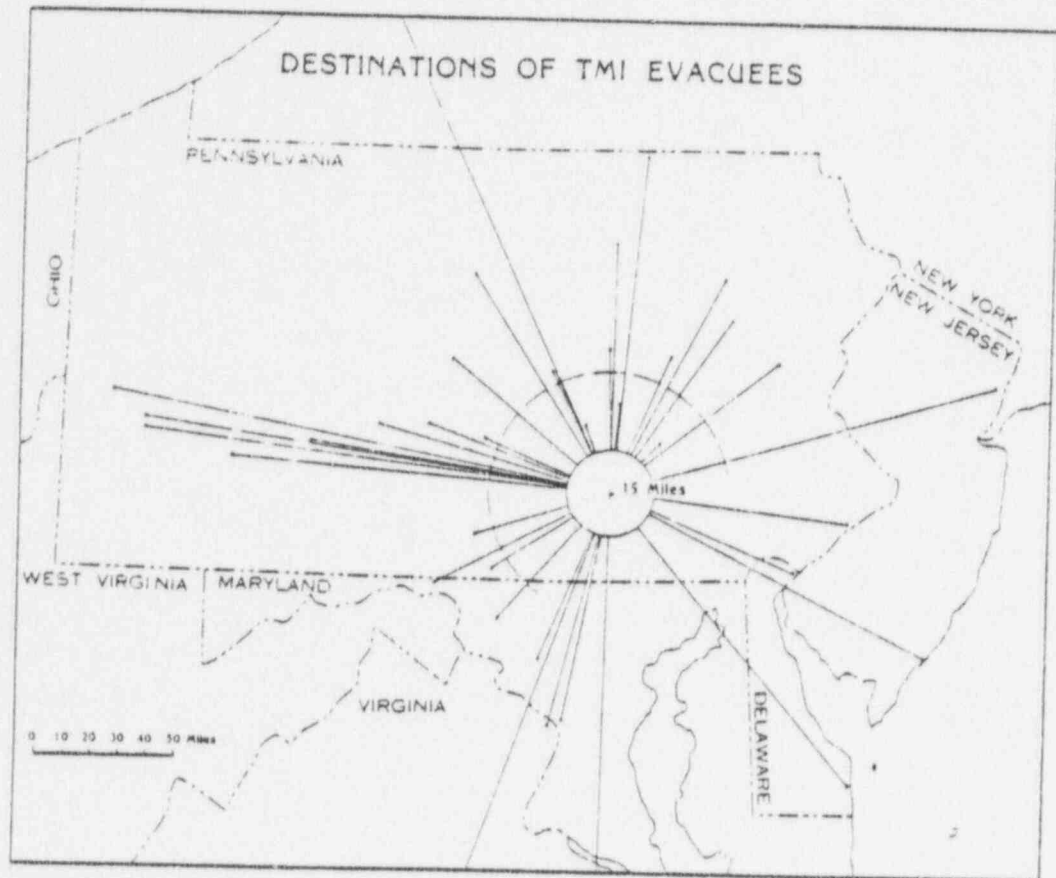 DESTINATIONS OF TMI EVACUEES
PENNSYLVANIA
OHIO
NEW YORK
NEW JERSEY
15 Miles
WEST VIRGINIA
MARYLAND
VIRGINIA
DELAWARE
0 10 20 30 40 50 Miles
2